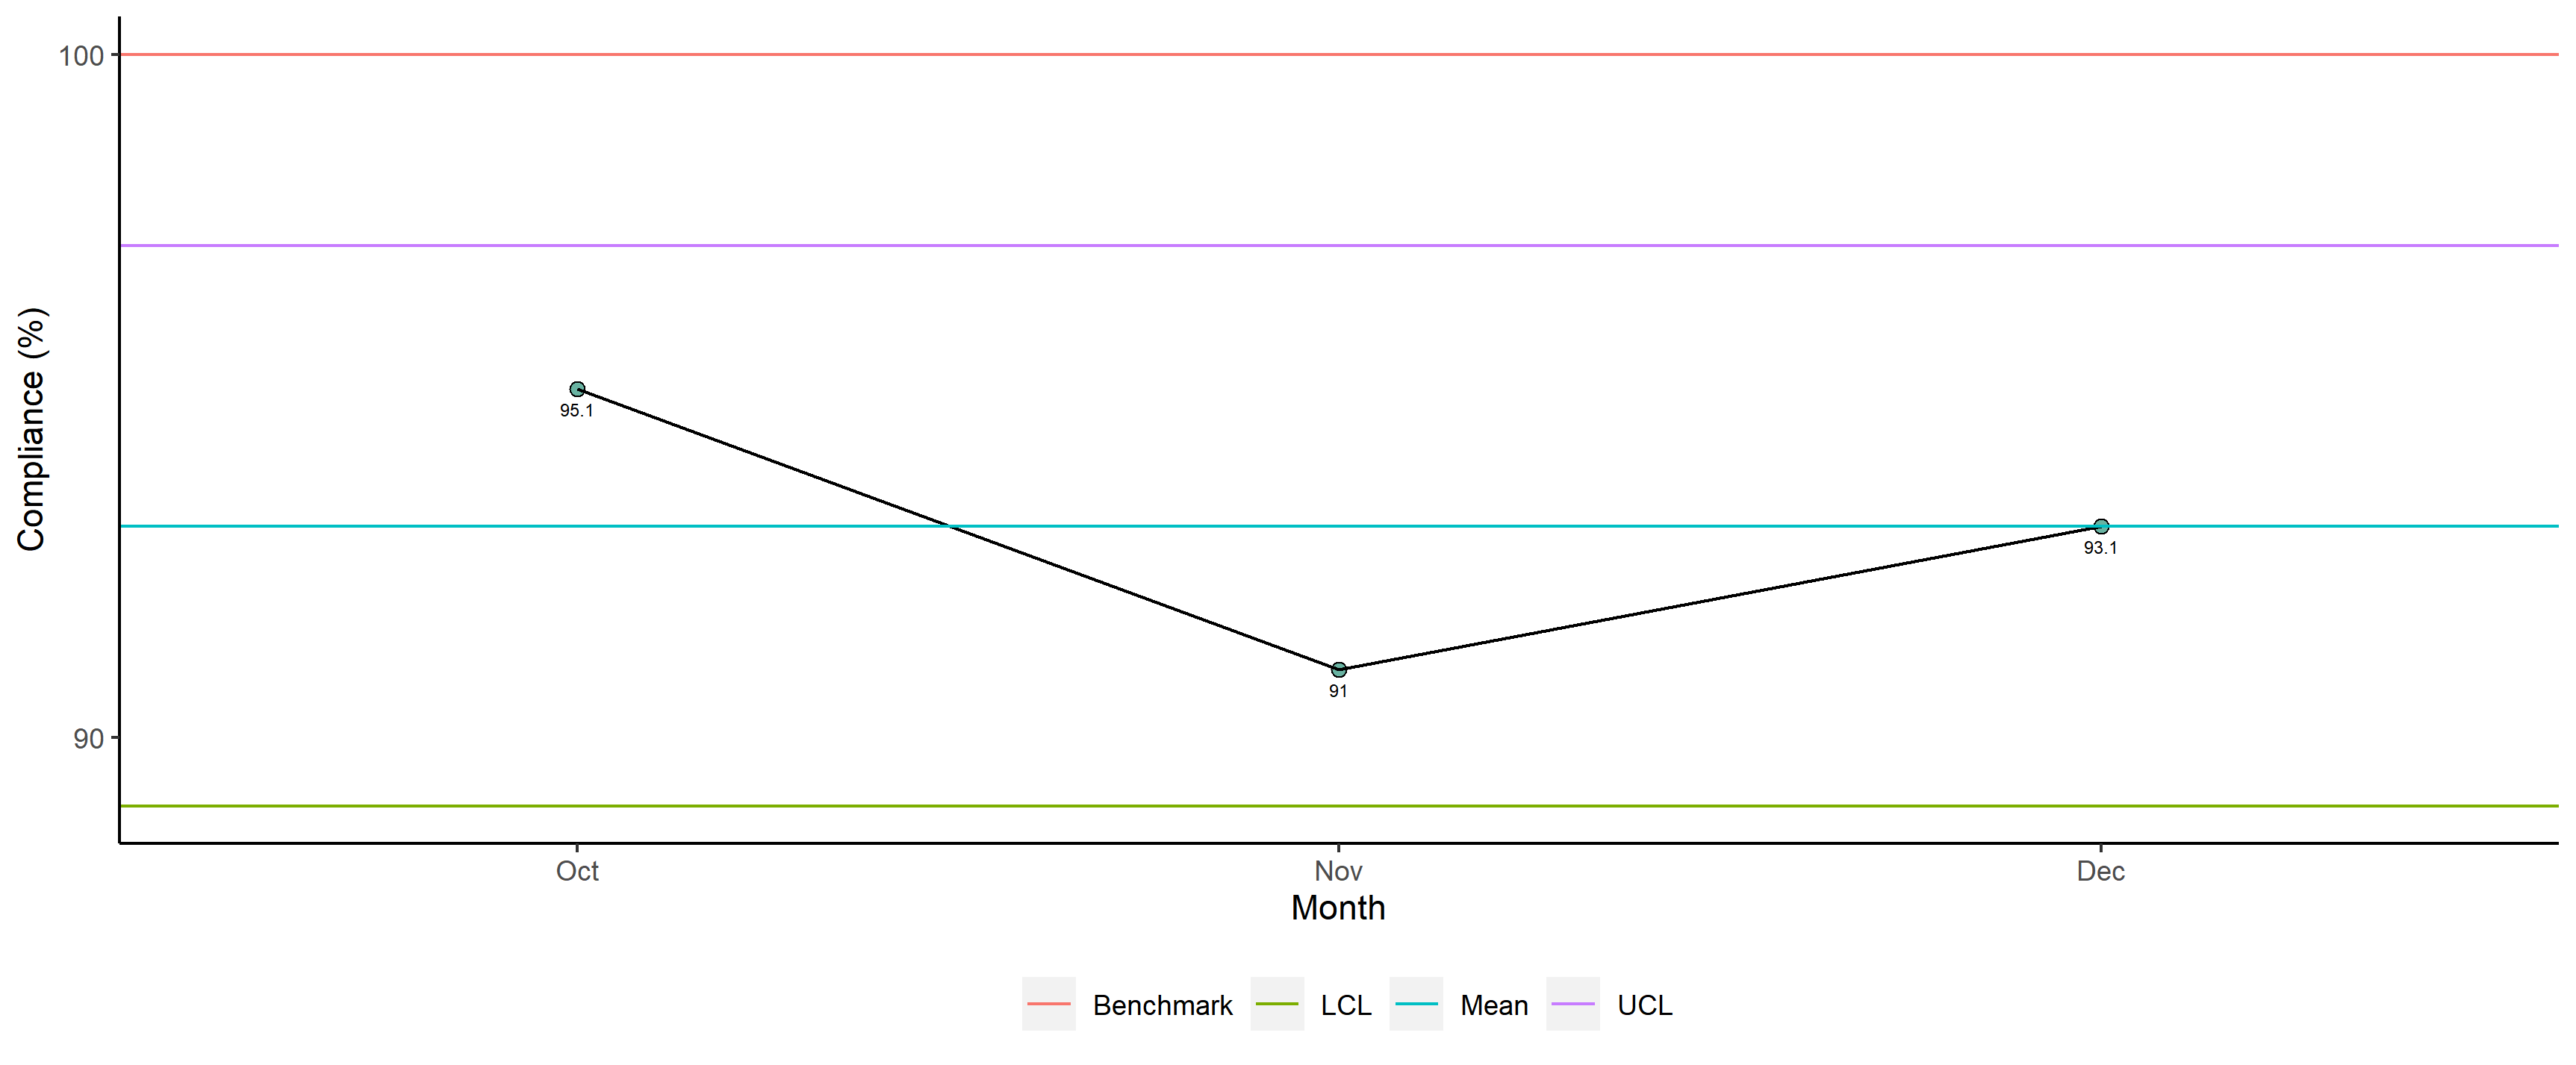 100
Compliance (%)
95.1
93.1
91
90
Oct Nov Dec
Month
Benchmark LCL Mean UCL